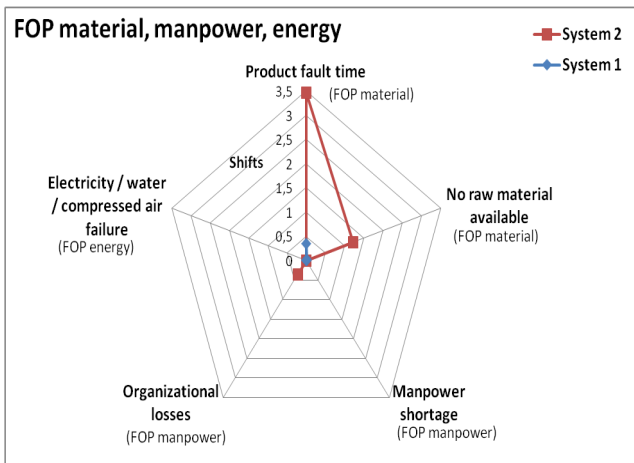 FOP material, manpower, energy
System 2
System 1
Product fault time
(FOP material)
3,5
3
2,5
2
1,5
1
0,5
0
Shifts
Electricity / water
/ compressed air
failure
(FOP energy)
No raw material
available
(FOP material)
Organizational
losses
(FOP manpower)
Manpower
shortage
(FOP manpower)